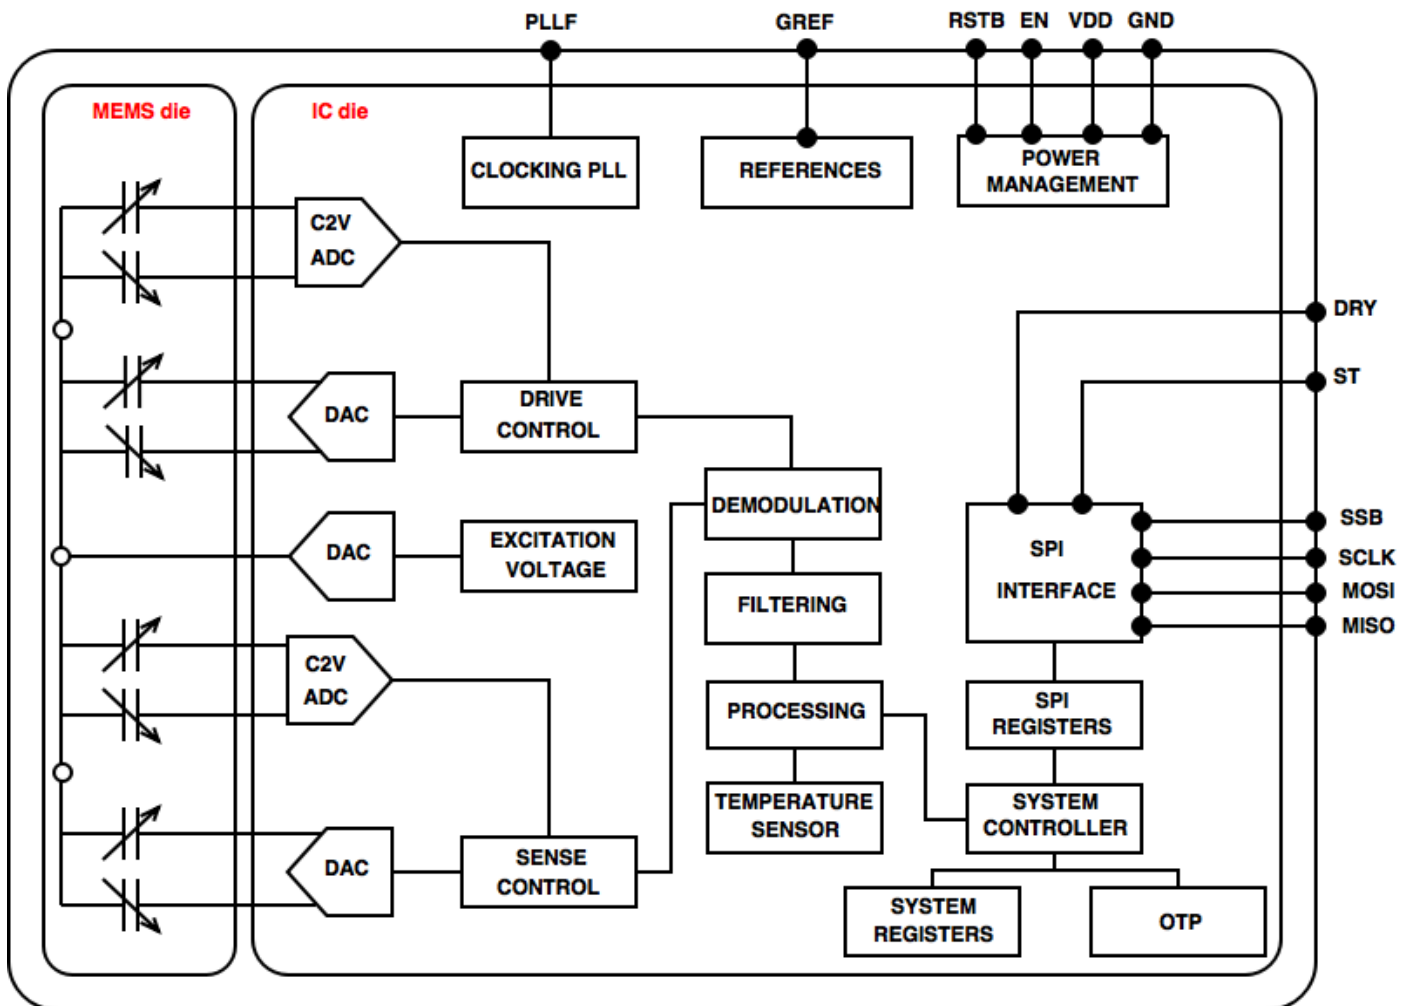 PLLF
GREF
RSTB EN VDD GND
MEMS die
IC die
CLOCKING PLL
REFERENCES
POWER
MANAGEMENT
C2V
ADC
DRY
ST
DAC
DRIVE
CONTROL
DEMODULATION
SSB
SCLK
MOSI
MISO
SPI
INTERFACE
DAC
EXCITATION
VOLTAGE
FILTERING
C2V
ADC
PROCESSING
SPI
REGISTERS
TEMPERATURE
SENSOR
SYSTEM
CONTROLLER
DAC
SENSE
CONTROL
SYSTEM
REGISTERS
OTP